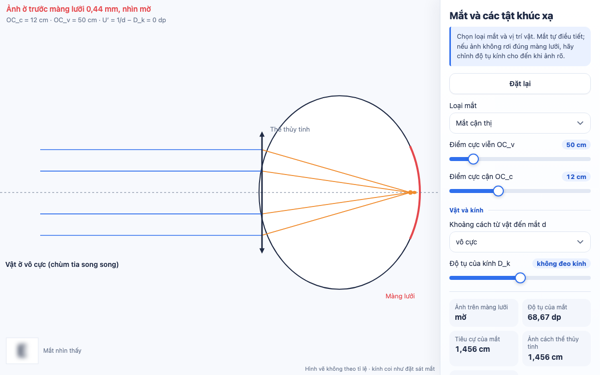 Ảnh ở trước màng lưới 0,44 mm, nhìn mờ
OC_c = 12 cm · OC_v = 50 cm · U' = 1/d − D_k = 0 dp
Thể thủy tinh
Vật ở vô cực (chùm tia song song)
Màng lưới
Mắt nhìn thấy
Hình vẽ không theo tỉ lệ · kính coi như đặt sát mắt
Mắt và các tật khúc xạ
Chọn loại mắt và vị trí vật. Mắt tự điều tiết;
nếu ảnh không rơi đúng màng lưới, hãy
chỉnh độ tụ kính cho đến khi ảnh rõ.
Đặt lại
Loại mắt
Mắt cận thị
Điểm cực viễn OC_v 50 cm
Điểm cực cận OC_c 12 cm
Vật và kính
Khoảng cách từ vật đến mắt d
vô cực
Độ tụ của kính D_k không đeo kính
Ảnh trên màng lưới
mờ
Độ tụ của mắt
68,67 dp
Tiêu cự của mắt
1,456 cm
Ảnh cách thể thủy
tinh
1,456 cm